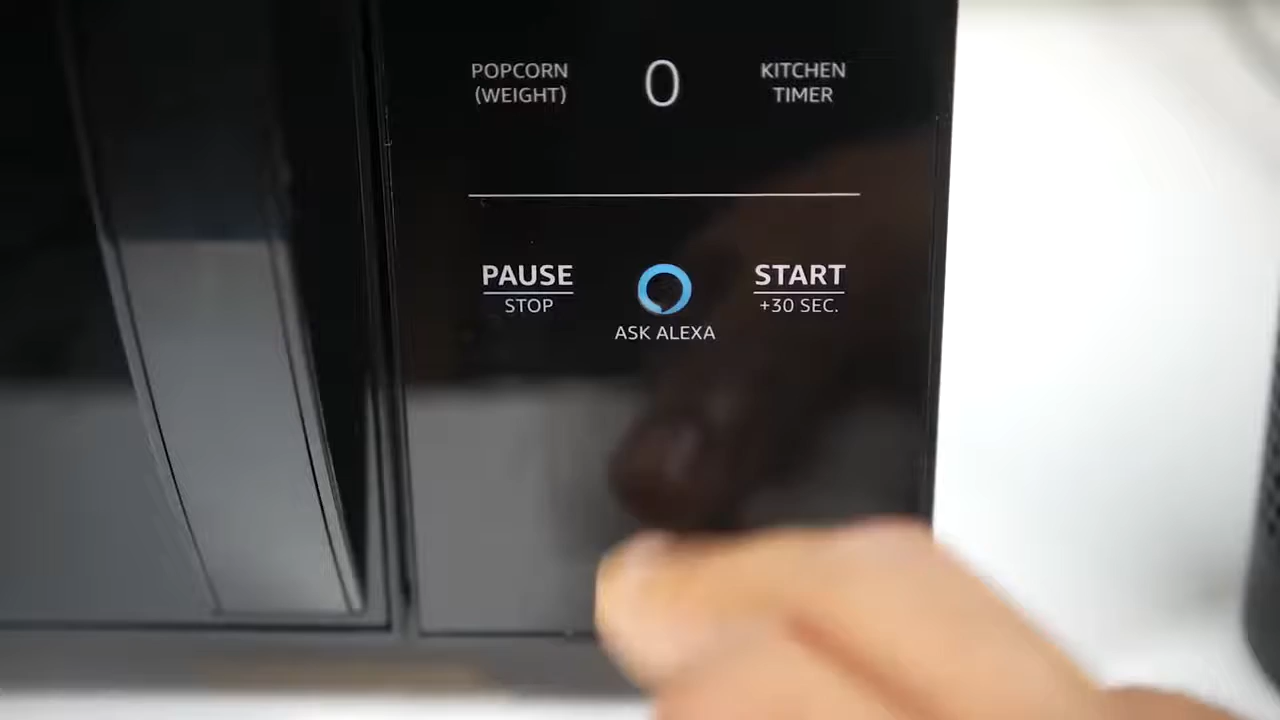 POPCORN
(WEIGHT)
0
KITCHEN
TIMER
PAUSE
STOP
ASK ALEXA
START
+30 SEC.